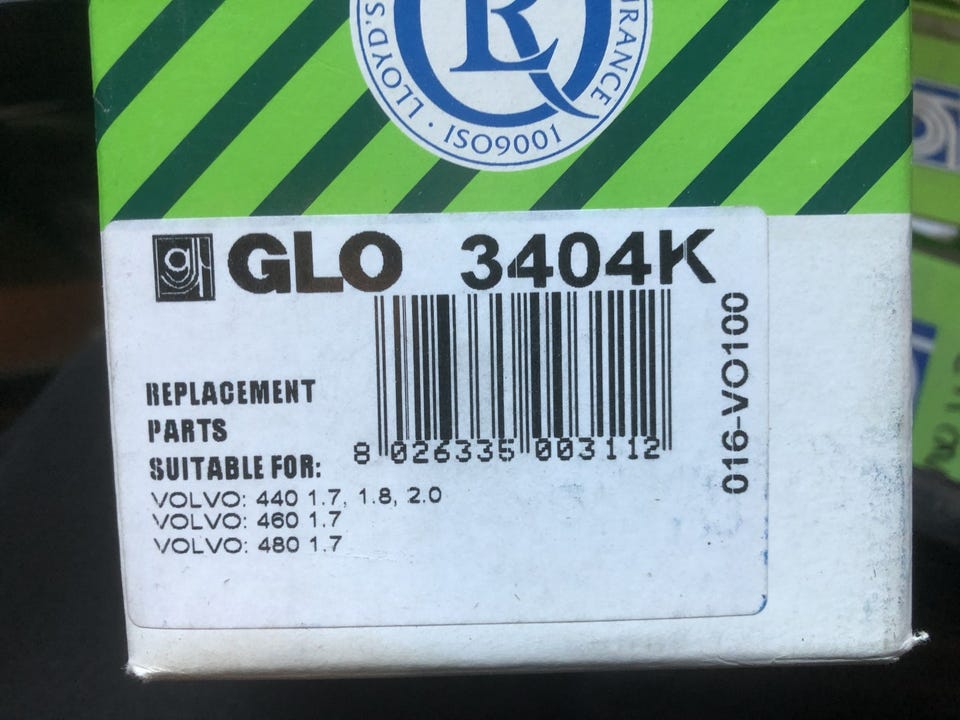 LR
S.D. LLOYD . ISO9001 RANCE
GLO 3404K
016-VO100
8 026335 003112
REPLACEMENT
PARTS
SUITABLE FOR:
VOLVO: 440 1.7, 1.8, 2.0
VOLVO: 460 1.7
VOLVO: 480 1.7